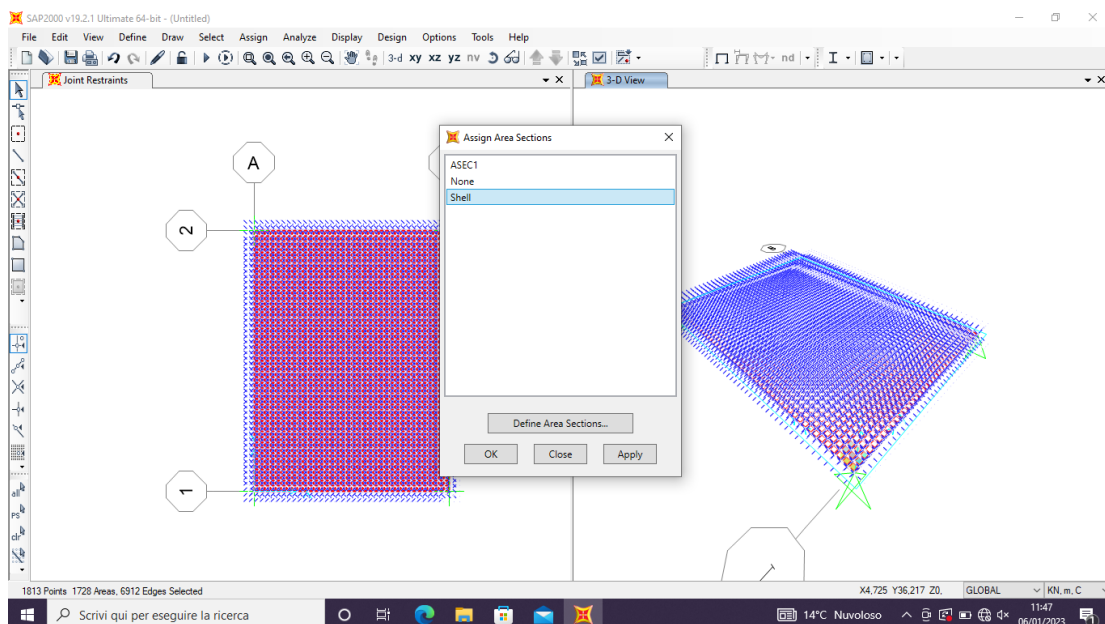 SAP2000 v19.2.1 Ultimate 64-bit - (Untitled)
File Edit View Define Draw Select Assign Analyze Display Design Options Tools Help
3-d xy xz yz nv
nd
Joint Restraints
3-D View
Assign Area Sections
ASEC1
None
Shell
Define Area Sections...
OK Close Apply
A
2
1
all
PS
clr
1813 Points 1728 Areas, 6912 Edges Selected
X4,725 Y36,217 Z0,
GLOBAL
KN, m, C
Scrivi qui per eseguire la ricerca
14°C Nuvoloso
11:47
06/01/2023